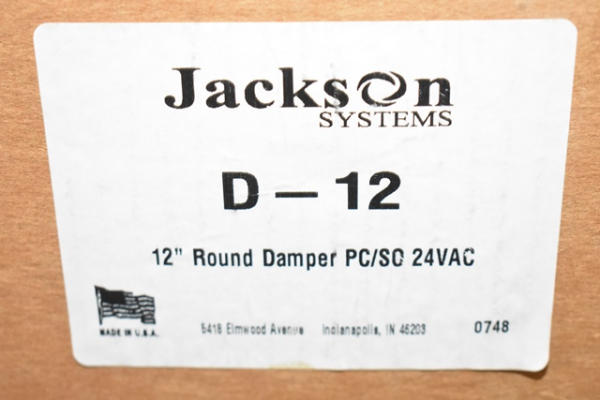 Jackson
SYSTEMS
D — 12
12" Round Damper PC/SO 24VAC
MADE IN U.S.A.
5418 Elmwood Avenue Indianapolis, IN 46203 0748